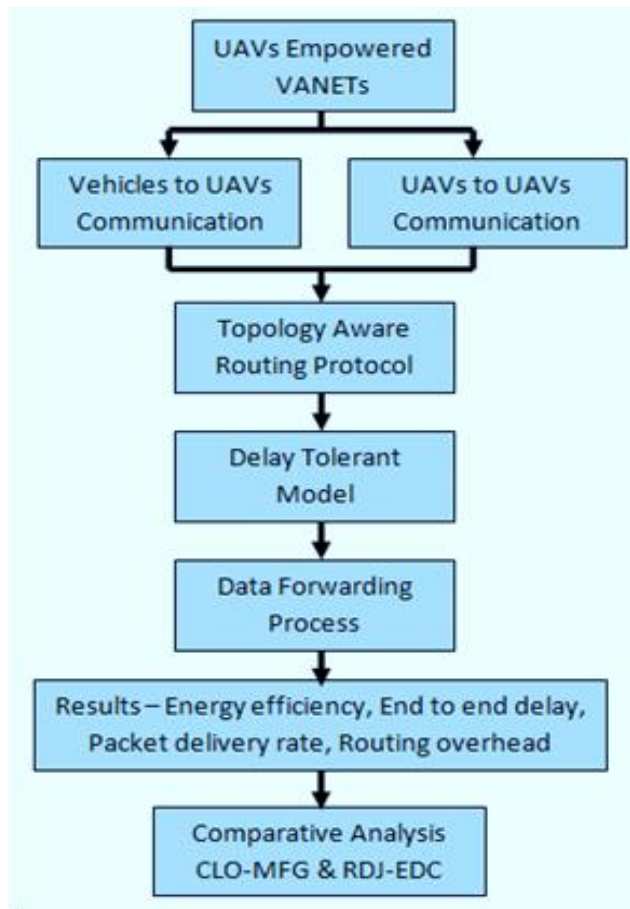 UAVs Empowered
VANETs
Vehicles to UAVs
Communication
UAVs to UAVs
Communication
Topology Aware
Routing Protocol
Delay Tolerant
Model
Data Forwarding
Process
Results – Energy efficiency, End to end delay,
Packet delivery rate, Routing overhead
Comparative Analysis
CLO-MFG & RDJ-EDC